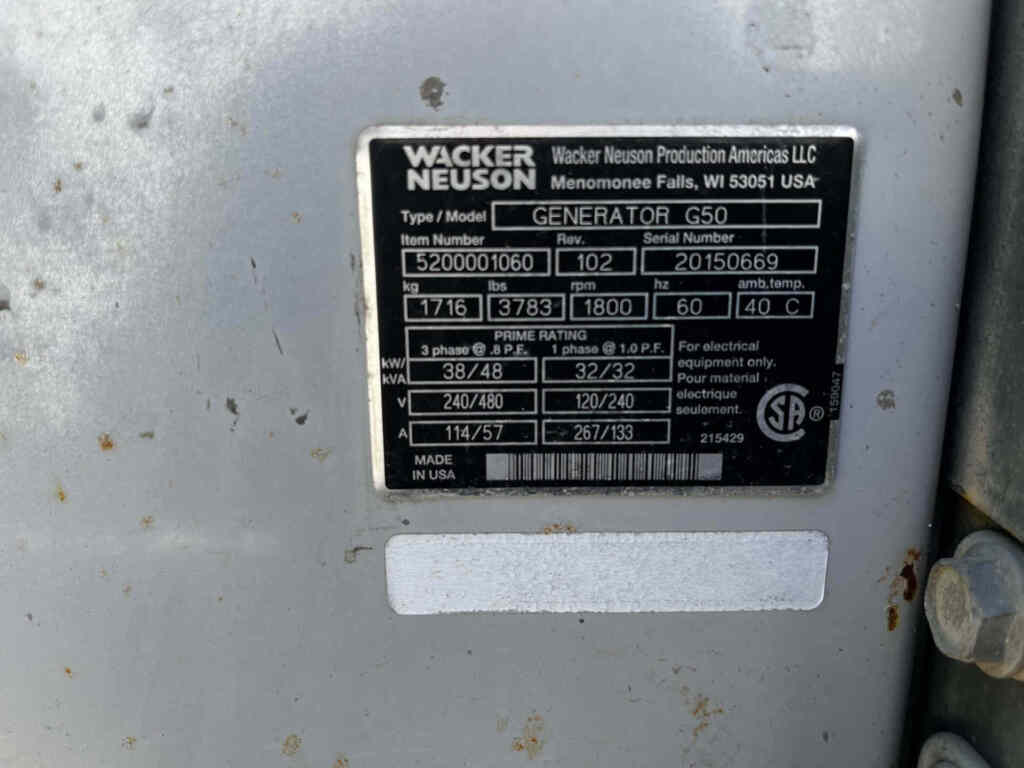 WACKER NEUSON
Wacker Neuson Production Americas LLC
Menomonee Falls, WI 53051 USA
Type / Model GENERATOR G50
Item Number Rev. Serial Number
5200001060 102 20150669
kg lbs rpm hz amb.temp.
1716 3783 1800 60 40 C
PRIME RATING
3 phase @ .8 P.F. 1 phase @ 1.0 P.F.
kW/kVA 38/48 32/32
V 240/480 120/240
A 114/57 267/133
For electrical
equipment only.
Pour material
electrique
seulement.
215429
SA ®
150047
MADE
IN USA